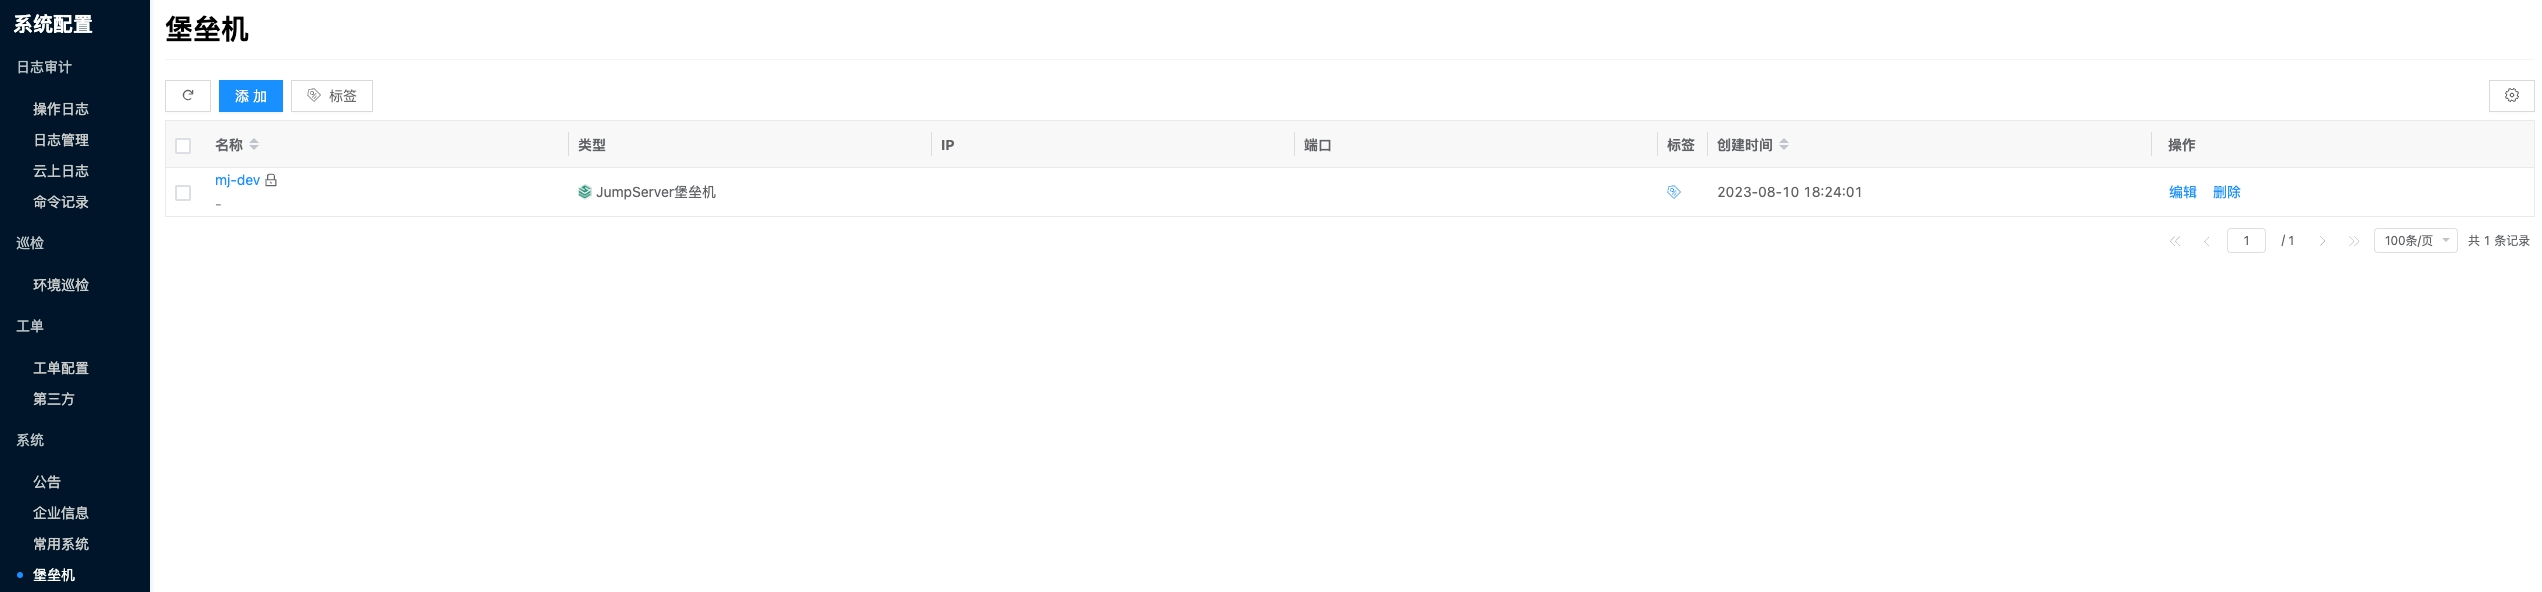 系统配置
日志审计
操作日志
日志管理
云上日志
命令记录
巡检
环境巡检
工单
工单配置
第三方
系统
公告
企业信息
常用系统
堡垒机
堡垒机
添 加 标签
名称 类型 IP 端口 标签 创建时间 操作
mj-dev JumpServer堡垒机 2023-08-10 18:24:01 编辑 删除
-
1 / 1 100条/页 共 1 条记录